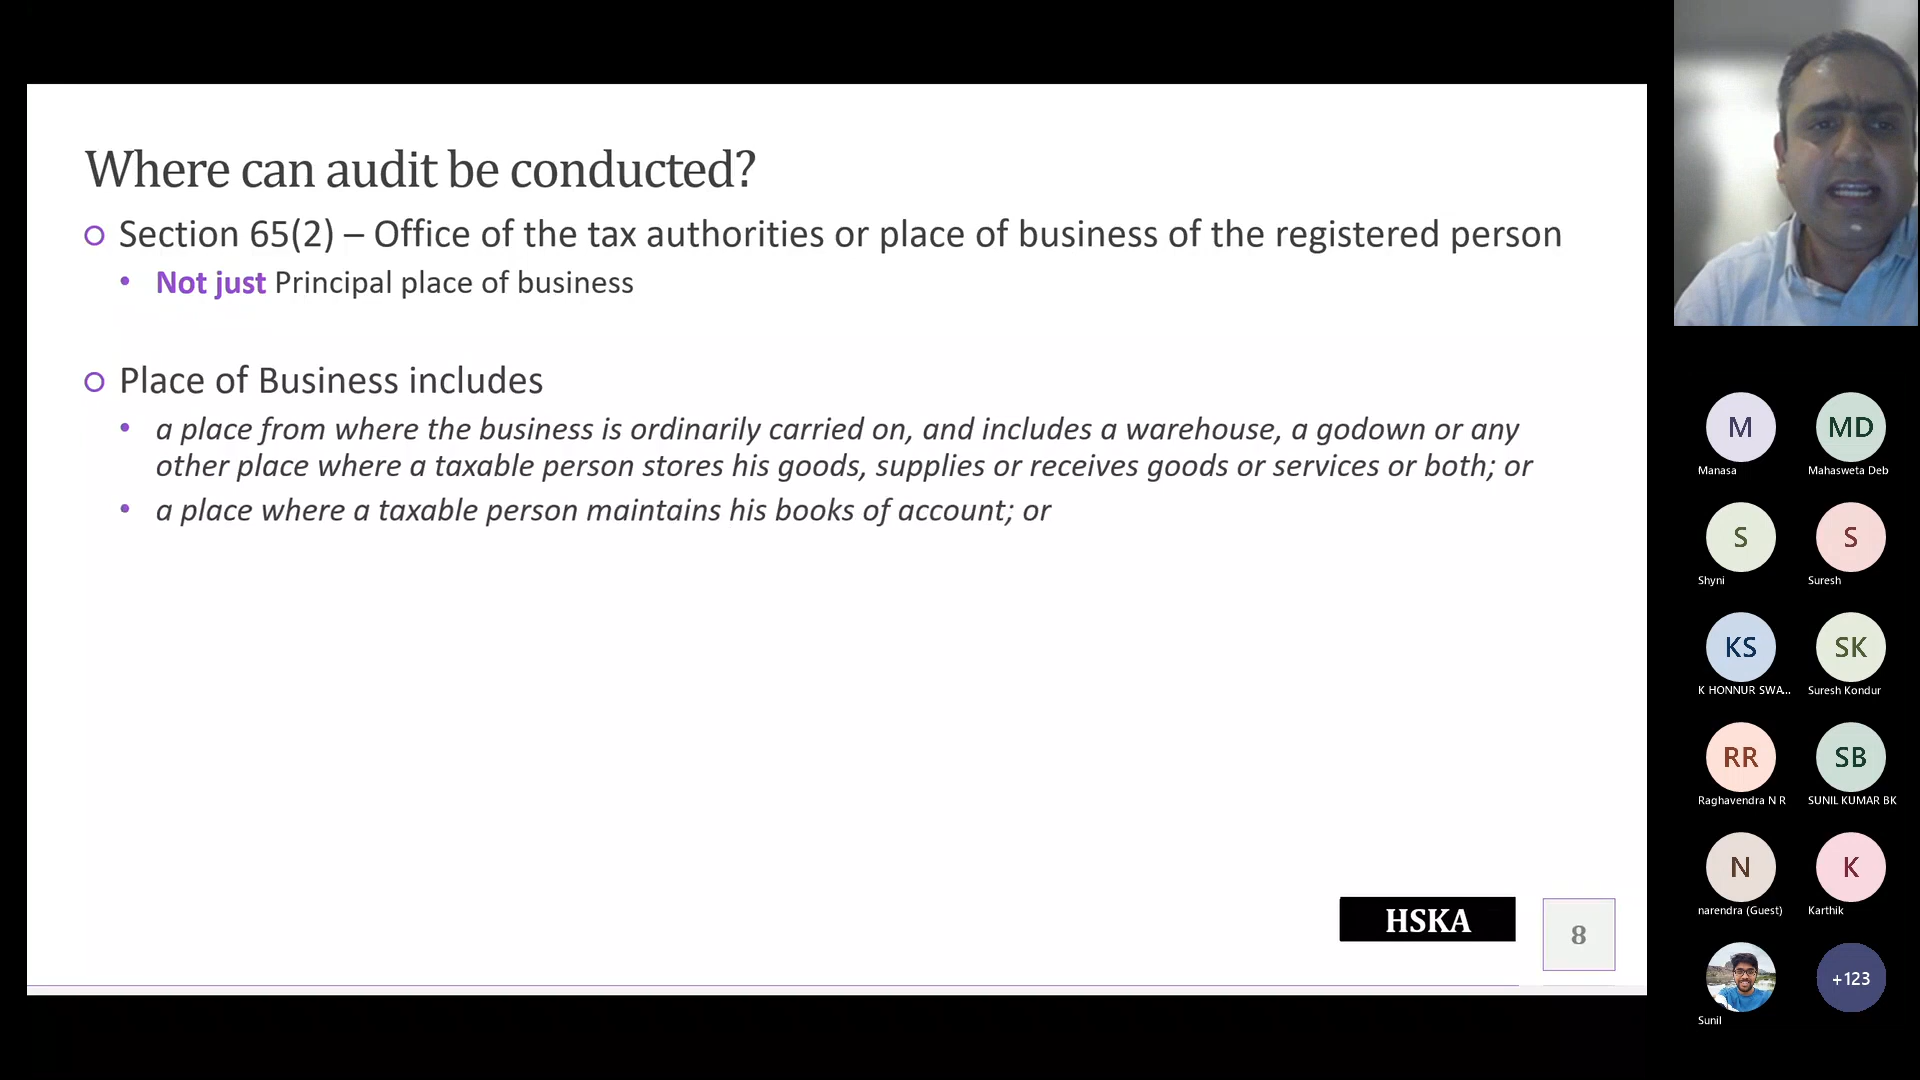 Where can audit be conducted?
Section 65(2) – Office of the tax authorities or place of business of the registered person
Not just Principal place of business
Place of Business includes
a place from where the business is ordinarily carried on, and includes a warehouse, a godown or any
other place where a taxable person stores his goods, supplies or receives goods or services or both; or
a place where a taxable person maintains his books of account; or
HSKA
8
M
MD
Manasa
Mahasweta Deb
S
S
Shyni
Suresh
KS
SK
K HONNUR SWA...
Suresh Kondur
RR
SB
Raghavendra N R
SUNIL KUMAR BK
N
K
narendra (Guest)
Karthik
+123
Sunil